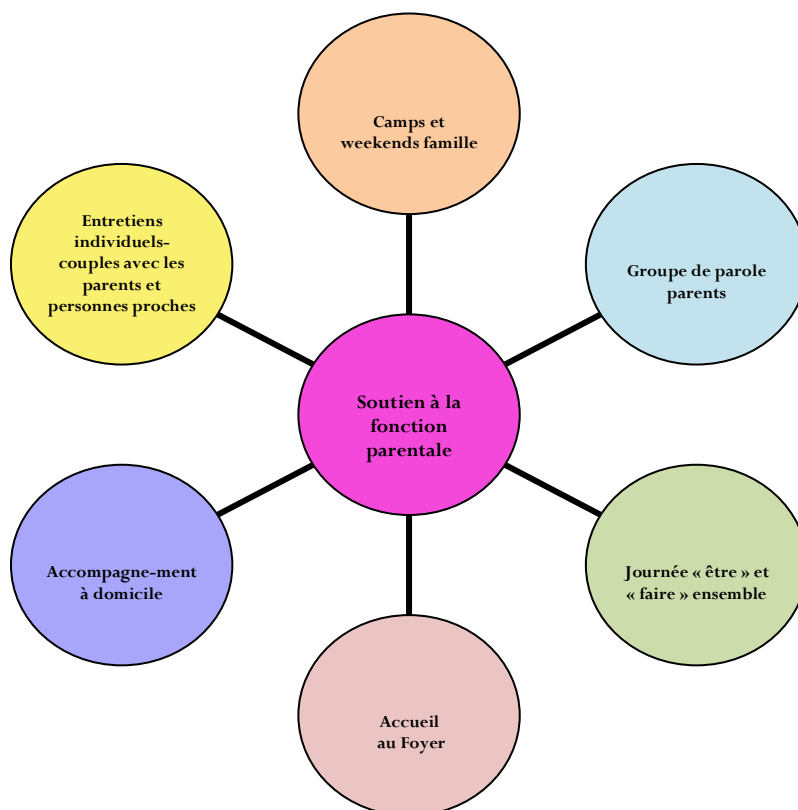 Camps et
weekends famille
Entretiens
individuels-
couples avec les
parents et
personnes proches
Groupe de parole
parents
Soutien à la
fonction
parentale
Accompagne-ment
à domicile
Journée « être » et
« faire » ensemble
Accueil
au Foyer